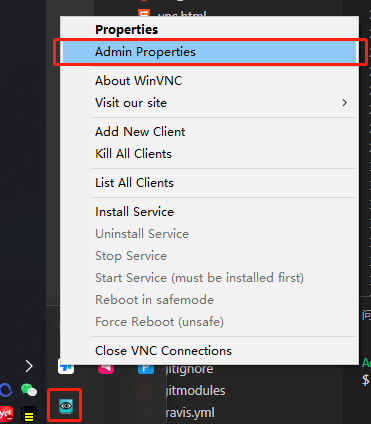 vnc.html
Properties
Admin Properties
About WinVNC
Visit our site
Add New Client
Kill All Clients
List All Clients
Install Service
Uninstall Service
Stop Service
Start Service (must be installed first)
Reboot in safemode
Force Reboot (unsafe)
Close VNC Connections
gitignore
gitmodules
ravis.yml
$